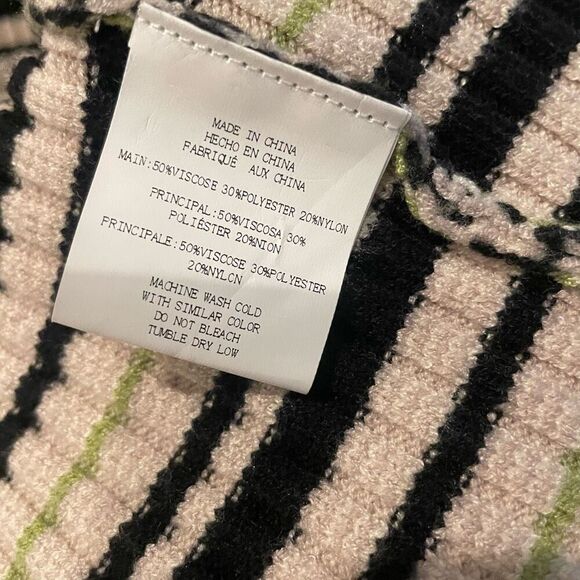 MADE IN CHINA
HECHO EN CHINA
FABRIQUÉ AUX CHINA
MAIN:50%VISCOSE 30%POLYESTER 20%NYLON
PRINCIPAL:50%VISCOSA 30%
POLIÉSTER 20%NION
PRINCIPALE:50%VISCOSE 30%POLYESTER
20%NYLON
MACHINE WASH COLD
WITH SIMILAR COLOR
DO NOT BLEACH
TUMBLE DRY LOW